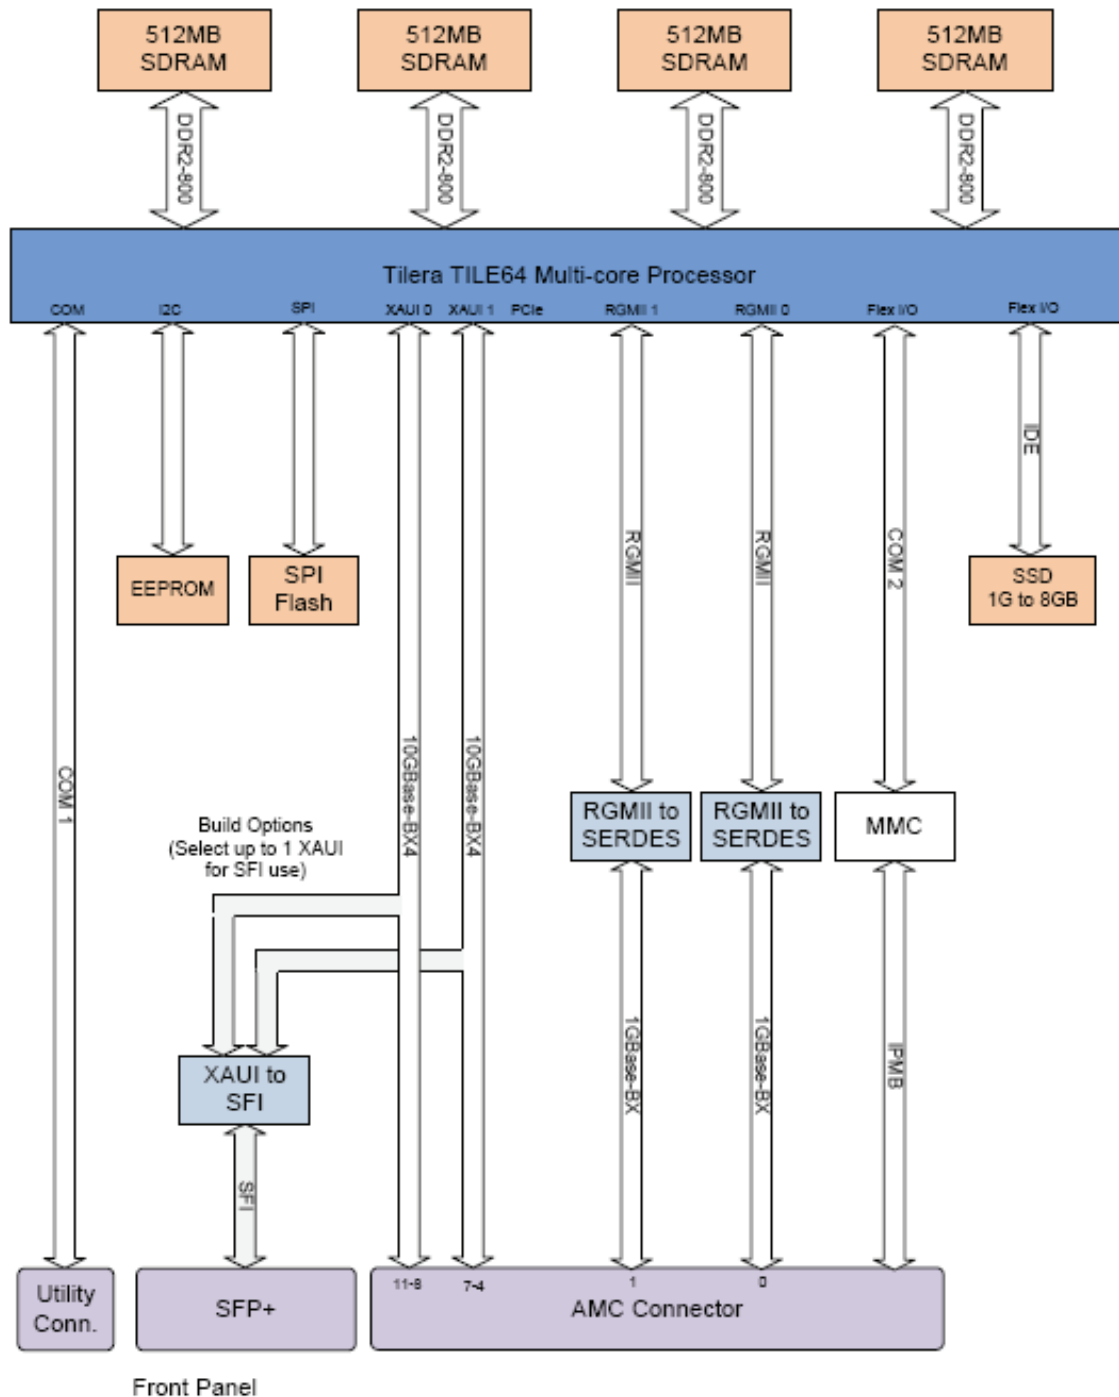 512MB
SDRAM
512MB
SDRAM
512MB
SDRAM
512MB
SDRAM
DDR2-800
DDR2-800
DDR2-800
DDR2-800
Tilera TILE64 Multi-core Processor
COM
I2C
SPI
XAUI 0
XAUI 1
PCIe
RGMII 1
RGMII 0
Flex I/O
Flex I/O
IDE
RGMII
RGMII
COM 2
EEPROM
SPI
Flash
SSD
1G to 8GB
COM 1
10GBase-BX4
10GBase-BX4
Build Options
(Select up to 1 XAUI
for SFI use)
RGMII to
SERDES
RGMII to
SERDES
MMC
1GBase-BX
1GBase-BX
IPMB
XAUI to
SFI
SFI
Utility
Conn.
SFP+
11-8
7-4
1
0
AMC Connector
Front Panel